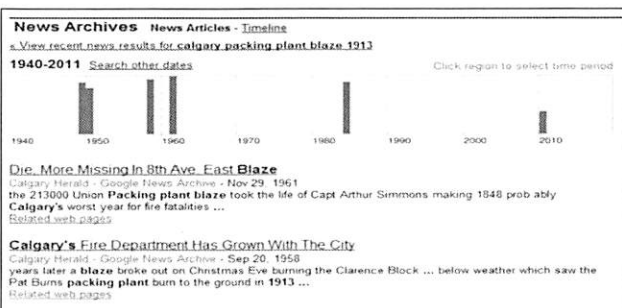 News Archives News Articles - Timeline
« View recent news results for calgary packing plant blaze 1913
1940-2011 Search other dates Click region to select time period
1940 1950 1960 1970 1980 1990 2000 2010
Die, More Missing In 8th Ave. East Blaze
Calgary Herald - Google News Archive - Nov 29, 1961
the 213000 Union Packing plant blaze took the life of Capt Arthur Simmons making 1848 prob ably
Calgary's worst year for fire fatalities ...
Related web pages
Calgary's Fire Department Has Grown With The City
Calgary Herald - Google News Archive - Sep 20, 1958
years later a blaze broke out on Christmas Eve burning the Clarence Block ... below weather which saw the
Pat Burns packing plant burn to the ground in 1913 ...
Related web pages